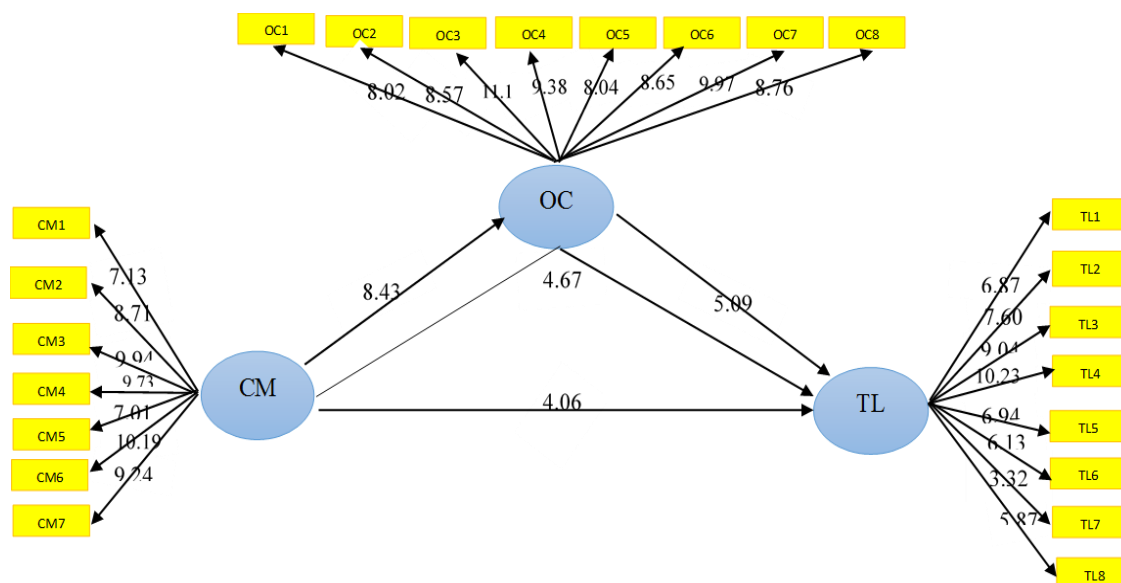 OC1 OC2 OC3 OC4 OC5 OC6 OC7 OC8
8.02 8.57 11.1 9.38 8.04 8.65 9.97 8.76
OC
CM1
CM2
CM3
CM4
CM5
CM6
CM7
7.13
8.71
9.94
9.73
7.01
10.19
9.24
CM
8.43
4.67
5.09
4.06
TL
6.87
7.60
9.04
10.23
6.94
6.13
3.32
5.87
TL1
TL2
TL3
TL4
TL5
TL6
TL7
TL8